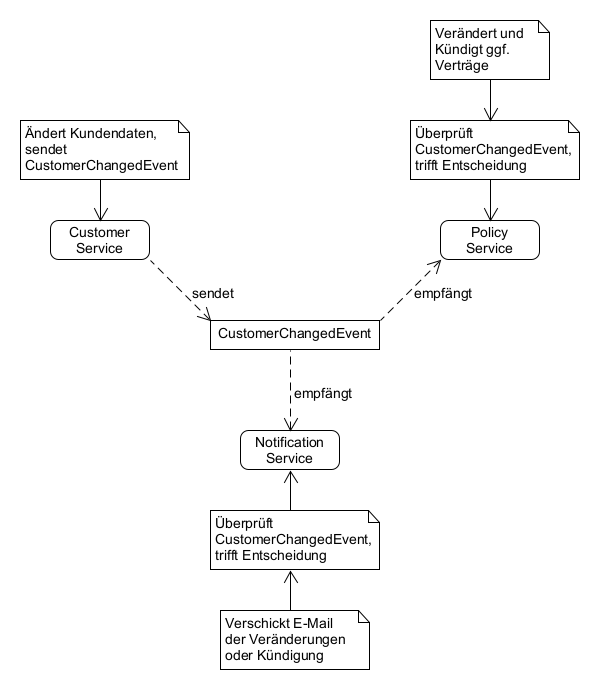 Verändert und
Kündigt ggf.
Verträge
Ändert Kundendaten,
sendet
CustomerChangedEvent
Überprüft
CustomerChangedEvent,
trifft Entscheidung
Customer
Service
Policy
Service
sendet
empfängt
CustomerChangedEvent
empfängt
Notification
Service
Überprüft
CustomerChangedEvent,
trifft Entscheidung
Verschickt E-Mail
der Veränderungen
oder Kündigung